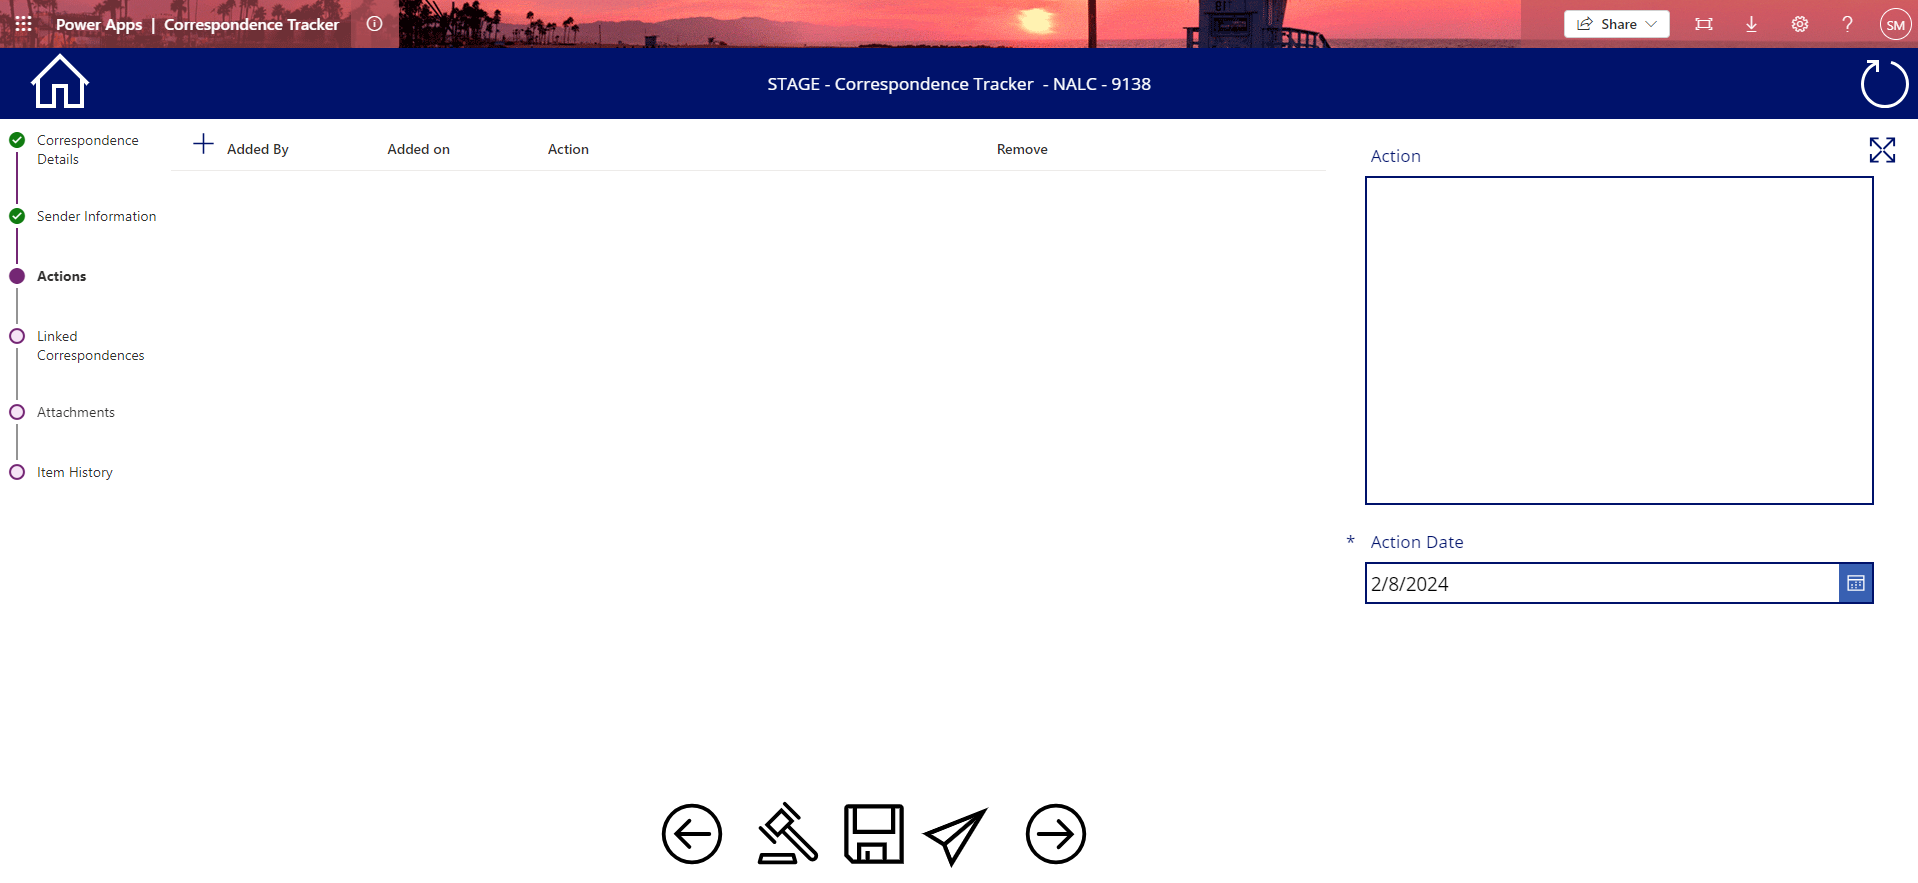 Power Apps | Correspondence Tracker
Share
?
SM
STAGE - Correspondence Tracker - NALC - 9138
Correspondence
Details
Sender Information
Actions
Linked
Correspondences
Attachments
Item History
Added By Added on Action Remove
Action
* Action Date
2/8/2024